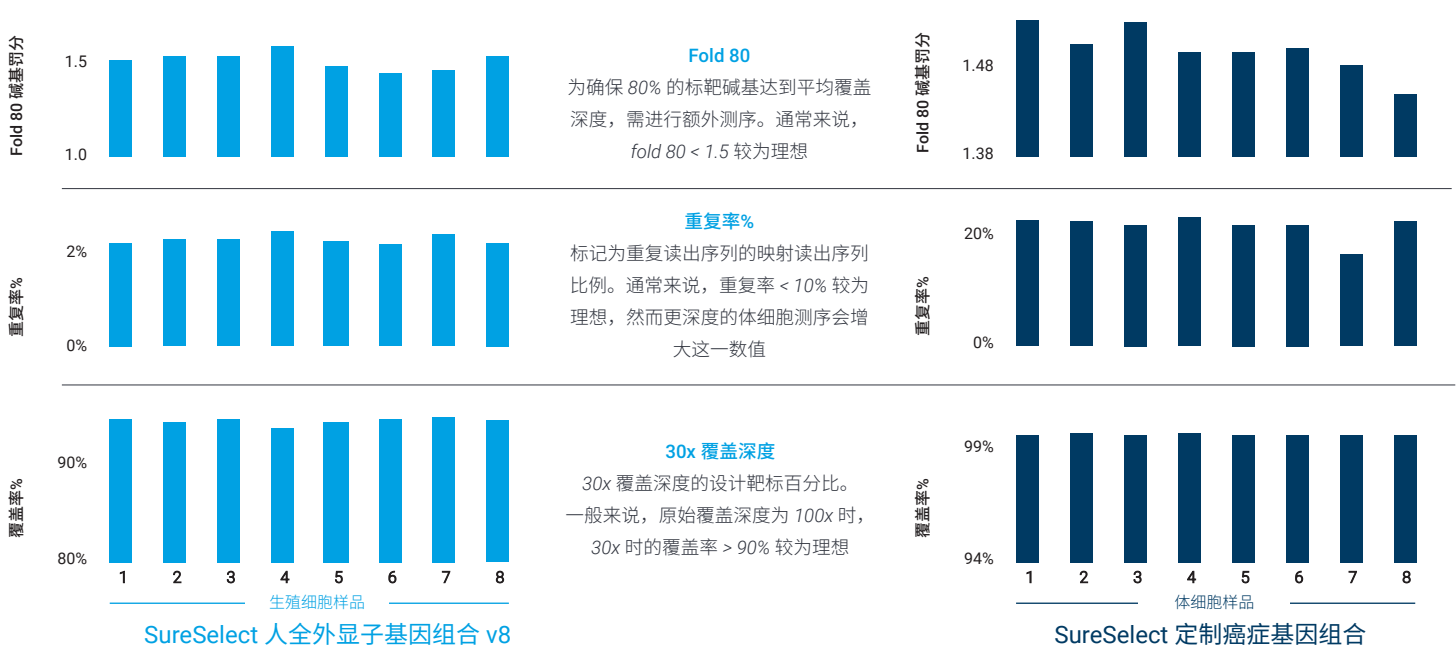 Fold 80 碱基罚分
1.5
1.0
Fold 80
为确保 80% 的标靶碱基达到平均覆盖
深度，需进行额外测序。通常来说，
fold 80 < 1.5 较为理想
Fold 80 碱基罚分
1.48
1.38
重复率%
2%
0%
重复率%
标记为重复读出序列的映射读出序列
比例。通常来说，重复率 < 10% 较为
理想，然而更深度的体细胞测序会增
大这一数值
重复率%
20%
0%
覆盖率%
90%
80%
1 2 3 4 5 6 7 8
生殖细胞样品
SureSelect 人全外显子基因组合 v8
30x 覆盖深度
30x 覆盖深度的设计靶标百分比。
一般来说，原始覆盖深度为 100x 时，
30x 时的覆盖率 > 90% 较为理想
覆盖率%
99%
94%
1 2 3 4 5 6 7 8
体细胞样品
SureSelect 定制癌症基因组合